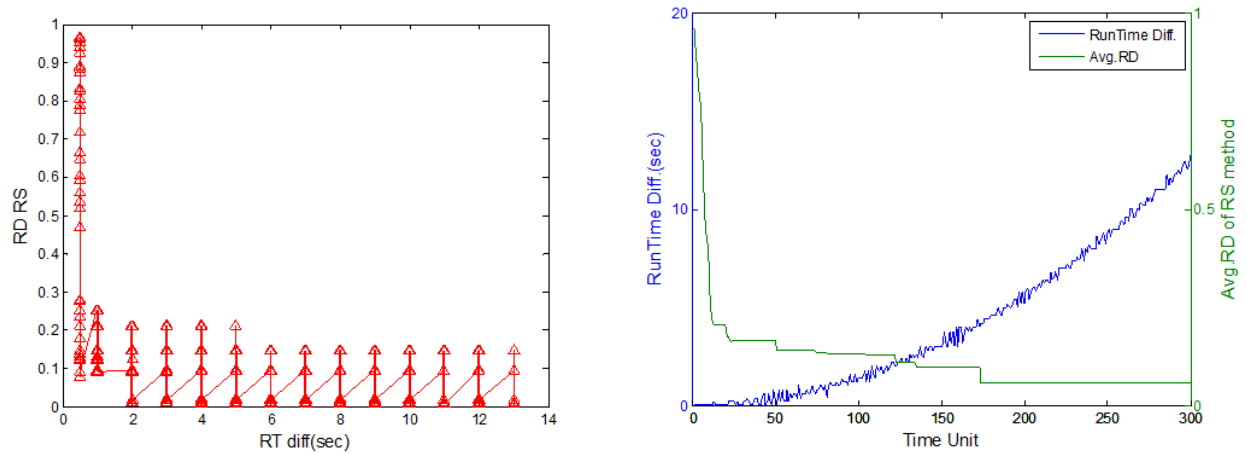 1
0.9
0.8
0.7
0.6
0.5
0.4
0.3
0.2
0.1
0
RD RS
0 2 4 6 8 10 12 14
RT diff(sec)
20
10
0
RunTime Diff.(sec)
RunTime Diff.
Avg.RD
1
0.5
0
Avg.RD of RS method
0 50 100 150 200 250 300
Time Unit